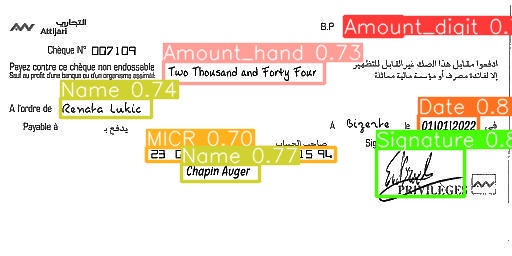 التجاري
Attijari
B.P
Amount_digit 0.
Chèque N° 007109
Amount_hand 0.73
Payez contre ce chèque non endossable
ادفعوا مقابل هذا الصك غير القابل للتظهير
Sauf au profit d'une banque ou d'un organisme assimilé
Two Thousand and Forty Four
إلا لفائدة مصرف أو مؤسسة مالية مماثلة
Name 0.74
A l'ordre de Renata Lukic
Date 0.8
Payable à
يدفع بـ
A Bizerte le 01/01/2022 في
MICR 0.70
صاحب الحساب
Signature 0.8
23
15 94
Name 0.77
Chapin Auger
PRIVILÈGES